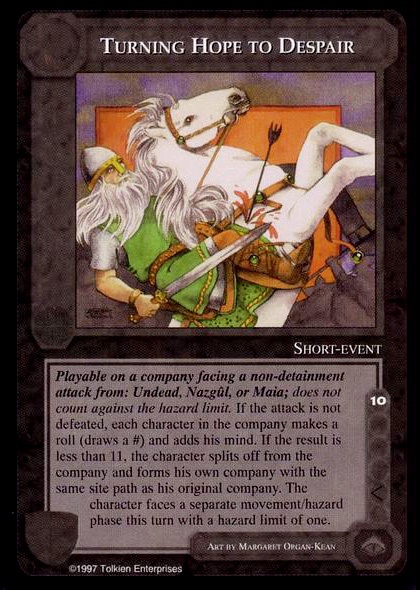 Turning Hope to Despair
Short-event
Playable on a company facing a non-detainment
attack from: Undead, Nazgûl, or Maia; does
not count against the hazard limit. If the attack is not
defeated, each character in the company makes a
roll (draws a #) and adds his mind. If the result is
less than 11, the character splits off from the
company and forms his own company with the
same site path as his original company. The
character faces a separate movement/hazard
phase this turn with a hazard limit of one.
10
Art by Margaret Organ-Kean
©1997 Tolkien Enterprises